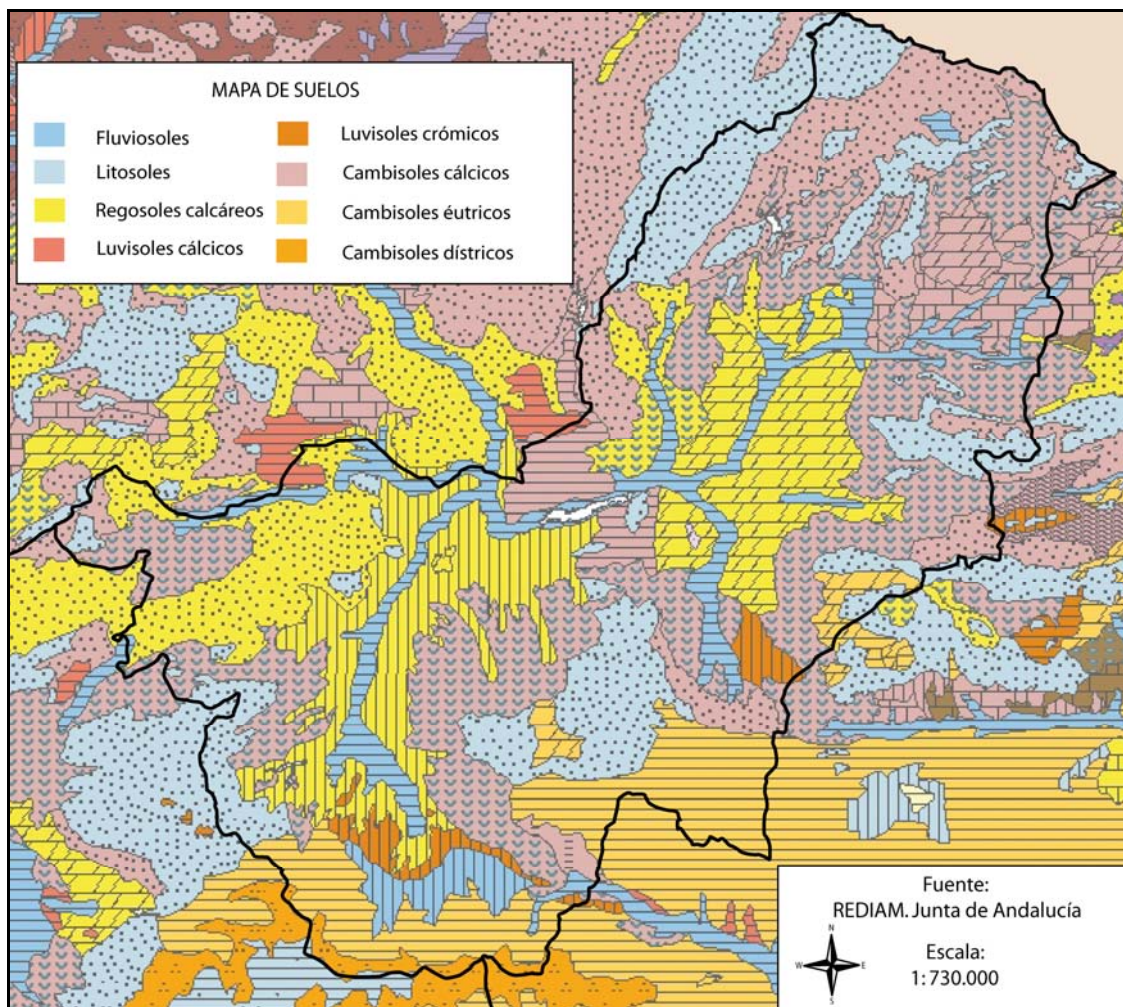 MAPA DE SUELOS
Fluviosoles
Litosoles
Regosoles calcáreos
Luvisoles cálcicos
Luvisoles crómicos
Cambisoles cálcicos
Cambisoles éutricos
Cambisoles dístricos
Fuente:
REDIAM. Junta de Andalucía
Escala:
1:730.000
N
W
E
S